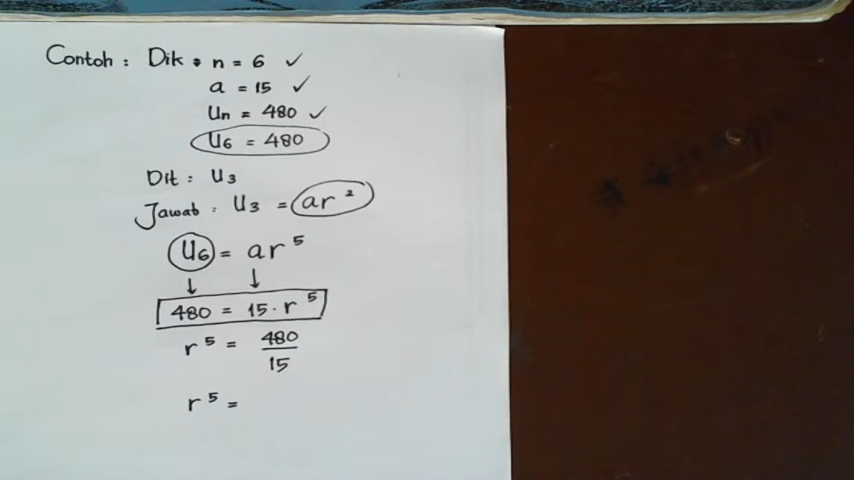 Contoh : Dik : n = 6 ✓
a = 15 ✓
Un = 480 ✓
U6 = 480
Dit : U3
Jawab : U3 = ar²
U6 = ar⁵
↓ ↓
480 = 15 · r⁵
r⁵ = 480/15
r⁵ =